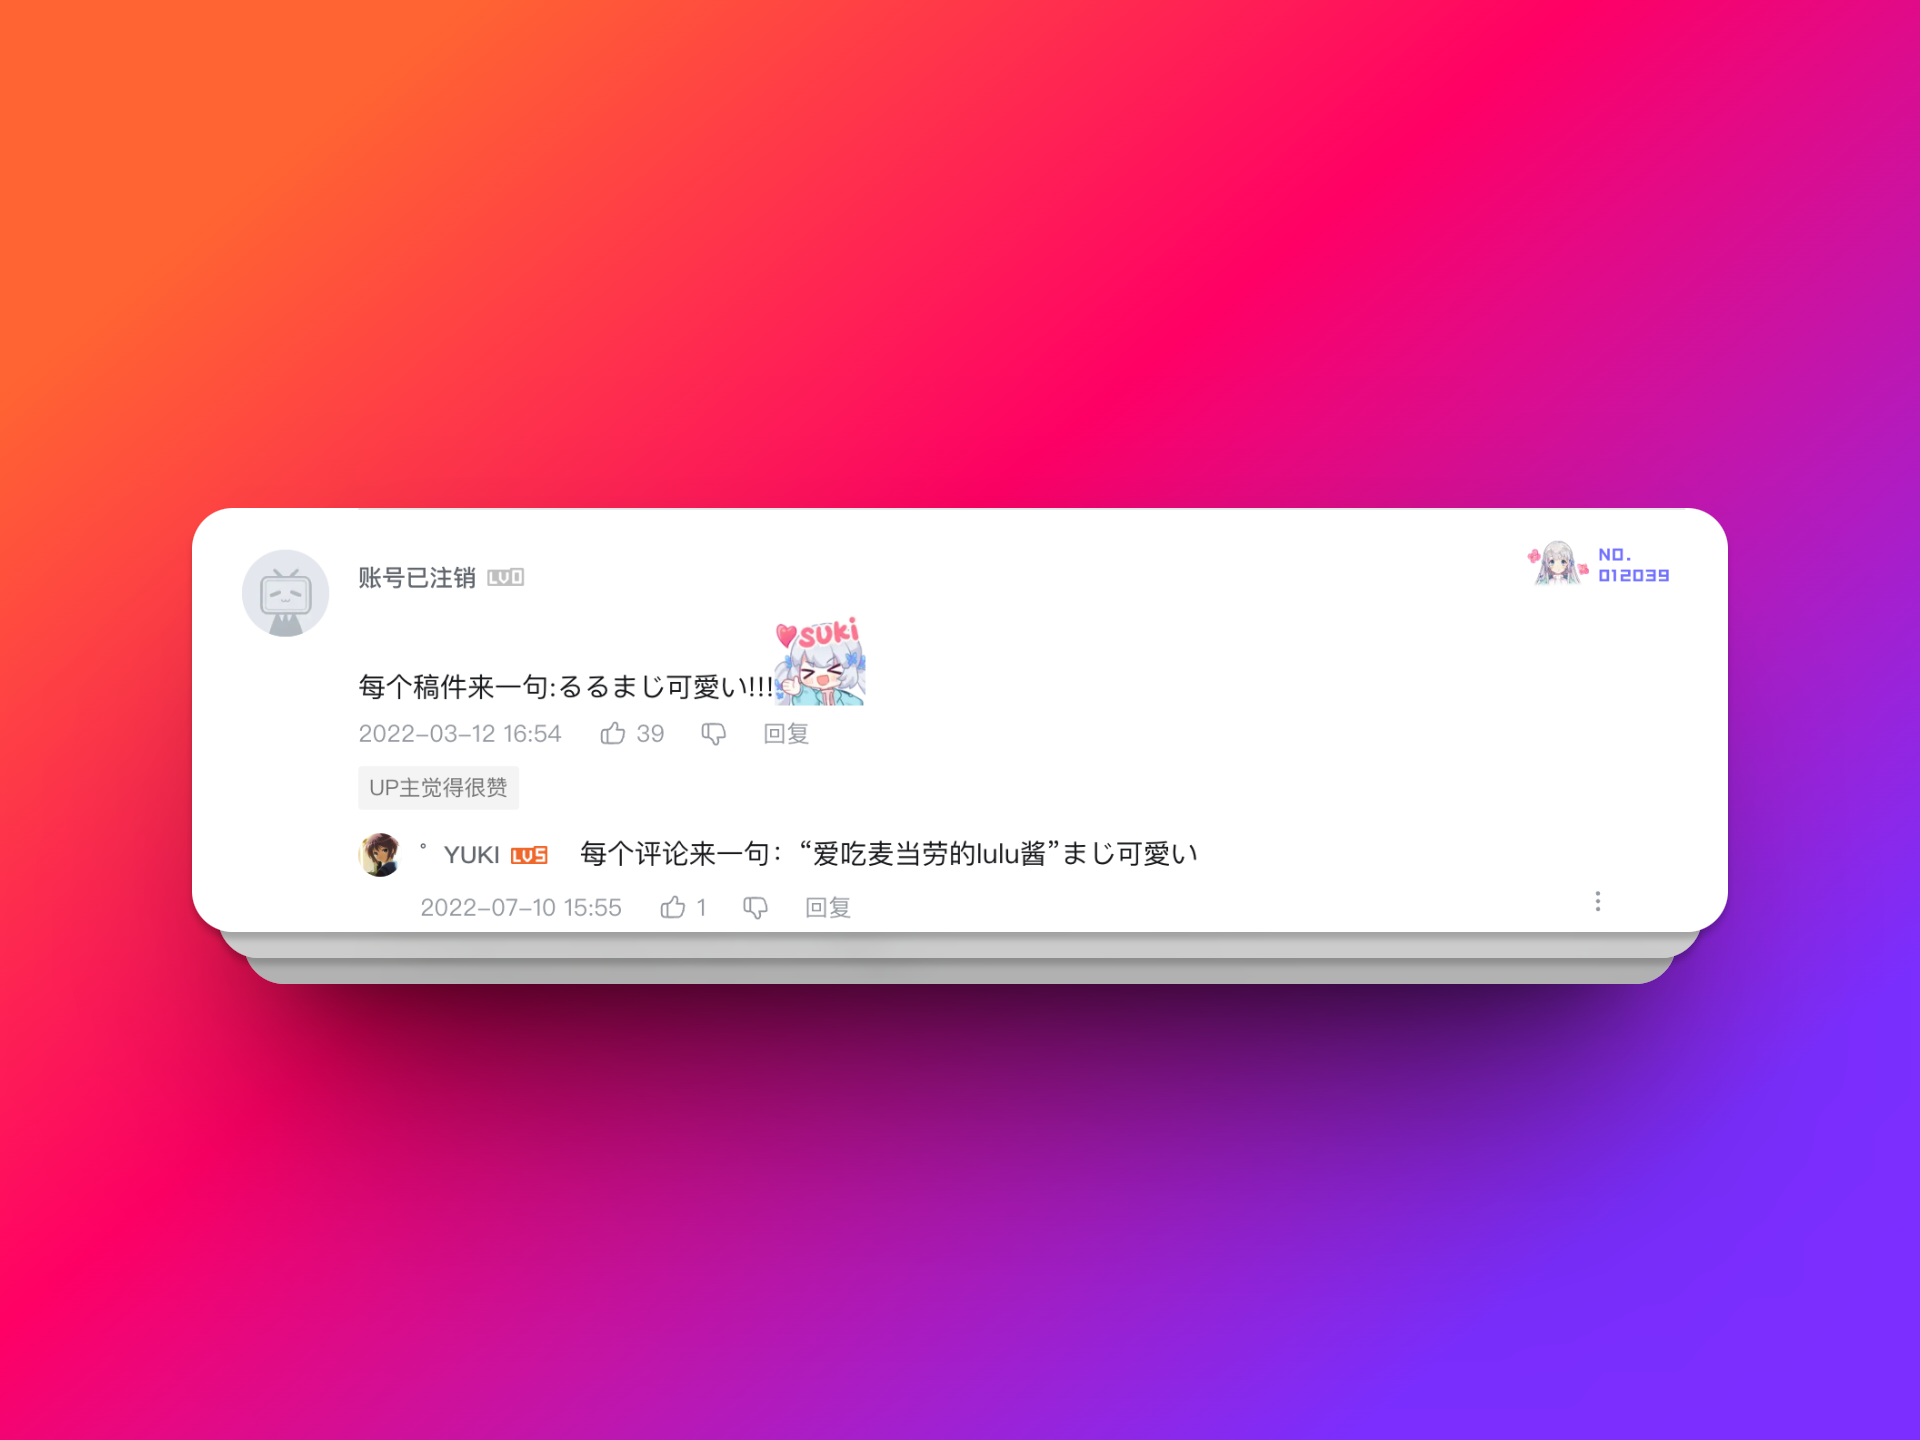 账号已注销 LV0
NO.
012039
suki
每个稿件来一句:るるまじ可愛い!!!
2022-03-12 16:54 39 回复
UP主觉得很赞
° YUKI LV5 每个评论来一句：“爱吃麦当劳的lulu酱”まじ可愛い
2022-07-10 15:55 1 回复